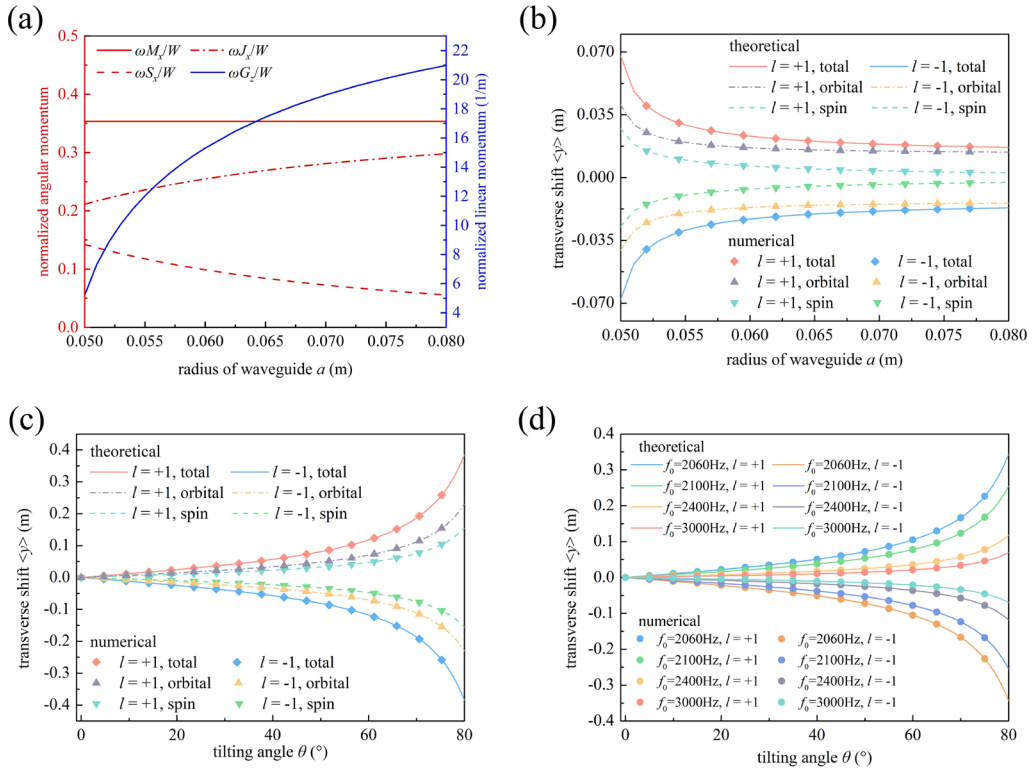 (a)
ωMx/W
ωJx/W
ωSx/W
ωGz/W
normalized angular momentum
0.5
0.4
0.3
0.2
0.1
0.0
normalized linear momentum (1/m)
22
20
18
16
14
12
10
8
6
4
0.050 0.055 0.060 0.065 0.070 0.075 0.080
radius of waveguide a (m)
(b)
theoretical
l = +1, total
l = -1, total
l = +1, orbital
l = -1, orbital
l = +1, spin
l = -1, spin
transverse shift <y> (m)
0.070
0.035
0.000
-0.035
-0.070
numerical
l = +1, total
l = -1, total
l = +1, orbital
l = -1, orbital
l = +1, spin
l = -1, spin
0.050 0.055 0.060 0.065 0.070 0.075 0.080
radius of waveguide a (m)
(c)
theoretical
l = +1, total
l = -1, total
l = +1, orbital
l = -1, orbital
l = +1, spin
l = -1, spin
transverse shift <y> (m)
0.4
0.3
0.2
0.1
0.0
-0.1
-0.2
-0.3
-0.4
numerical
l = +1, total
l = -1, total
l = +1, orbital
l = -1, orbital
l = +1, spin
l = -1, spin
0 20 40 60 80
tilting angle θ (°)
(d)
theoretical
f0=2060Hz, l = +1
f0=2060Hz, l = -1
f0=2100Hz, l = +1
f0=2100Hz, l = -1
f0=2400Hz, l = +1
f0=2400Hz, l = -1
f0=3000Hz, l = +1
f0=3000Hz, l = -1
transverse shift <y> (m)
0.4
0.3
0.2
0.1
0.0
-0.1
-0.2
-0.3
-0.4
numerical
f0=2060Hz, l = +1
f0=2060Hz, l = -1
f0=2100Hz, l = +1
f0=2100Hz, l = -1
f0=2400Hz, l = +1
f0=2400Hz, l = -1
f0=3000Hz, l = +1
f0=3000Hz, l = -1
0 20 40 60 80
tilting angle θ (°)